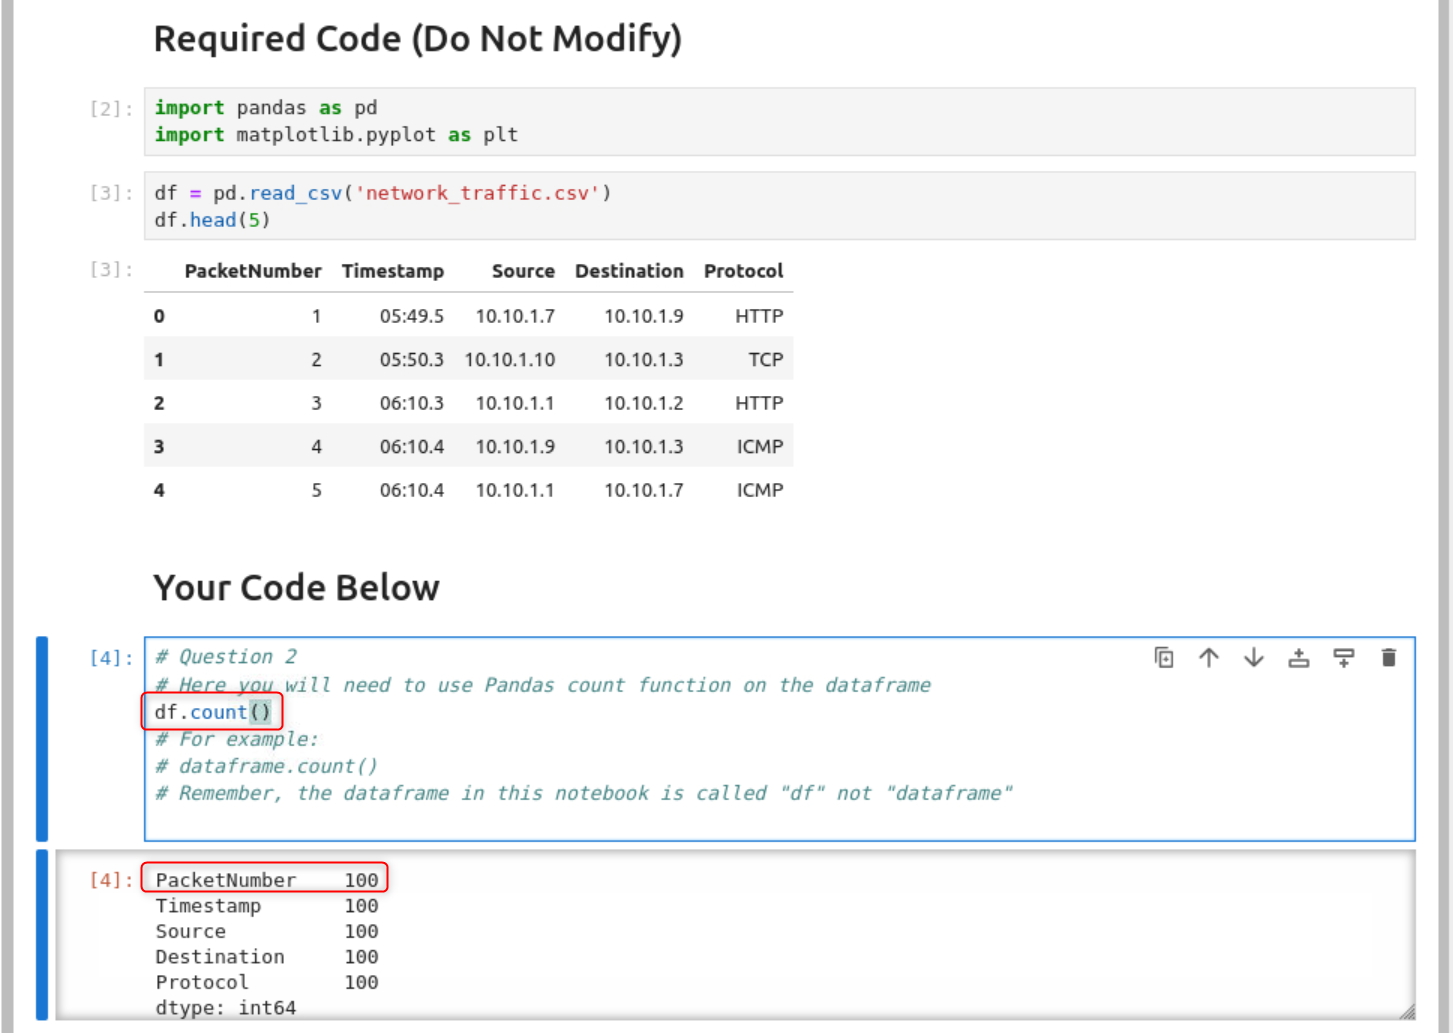 Required Code (Do Not Modify)
[2]: import pandas as pd
import matplotlib.pyplot as plt
[3]: df = pd.read_csv('network_traffic.csv')
df.head(5)
[3]: PacketNumber Timestamp Source Destination Protocol
0 1 05:49.5 10.10.1.7 10.10.1.9 HTTP
1 2 05:50.3 10.10.1.10 10.10.1.3 TCP
2 3 06:10.3 10.10.1.1 10.10.1.2 HTTP
3 4 06:10.4 10.10.1.9 10.10.1.3 ICMP
4 5 06:10.4 10.10.1.1 10.10.1.7 ICMP
Your Code Below
[4]: # Question 2
# Here you will need to use Pandas count function on the dataframe
df.count()
# For example:
# dataframe.count()
# Remember, the dataframe in this notebook is called "df" not "dataframe"
[4]: PacketNumber 100
Timestamp 100
Source 100
Destination 100
Protocol 100
dtype: int64